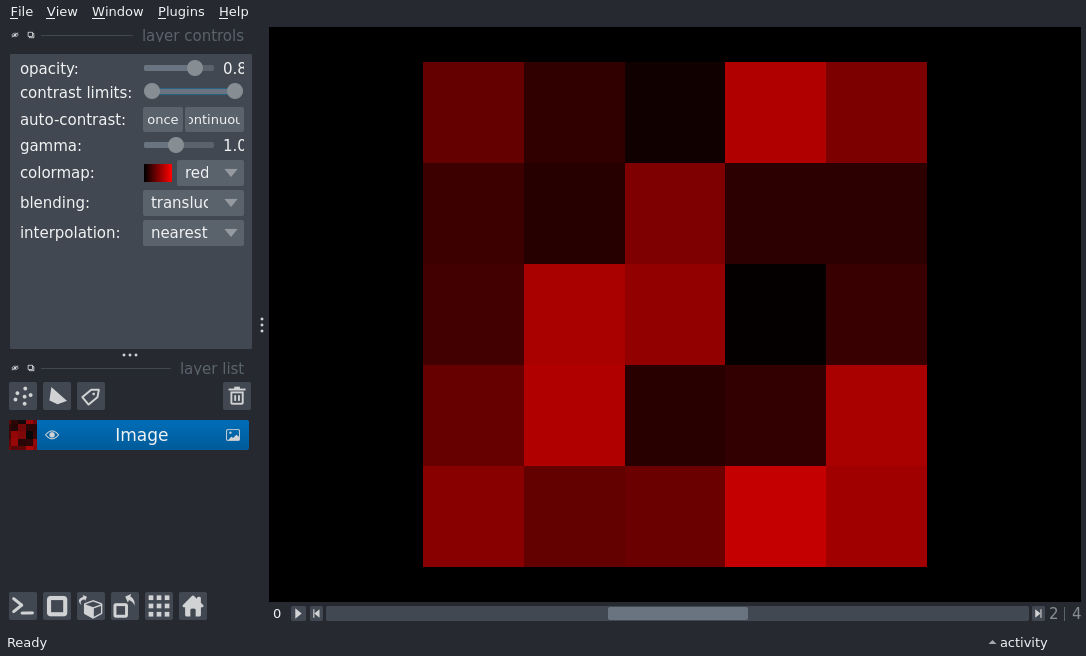 File View Window Plugins Help
layer controls
opacity: 0.8
contrast limits:
auto-contrast: once ontinuou
gamma: 1.0
colormap: red
blending: transluc
interpolation: nearest
layer list
Image
0 2 | 4
Ready activity